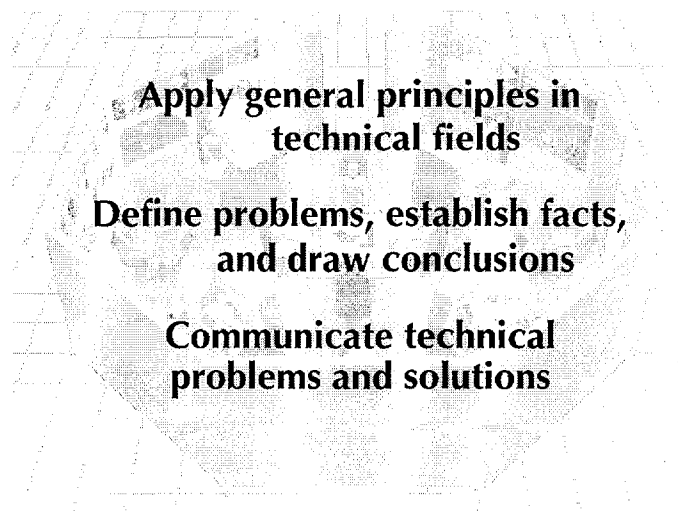 Apply general principles in
technical fields
Define problems, establish facts,
and draw conclusions
Communicate technical
problems and solutions